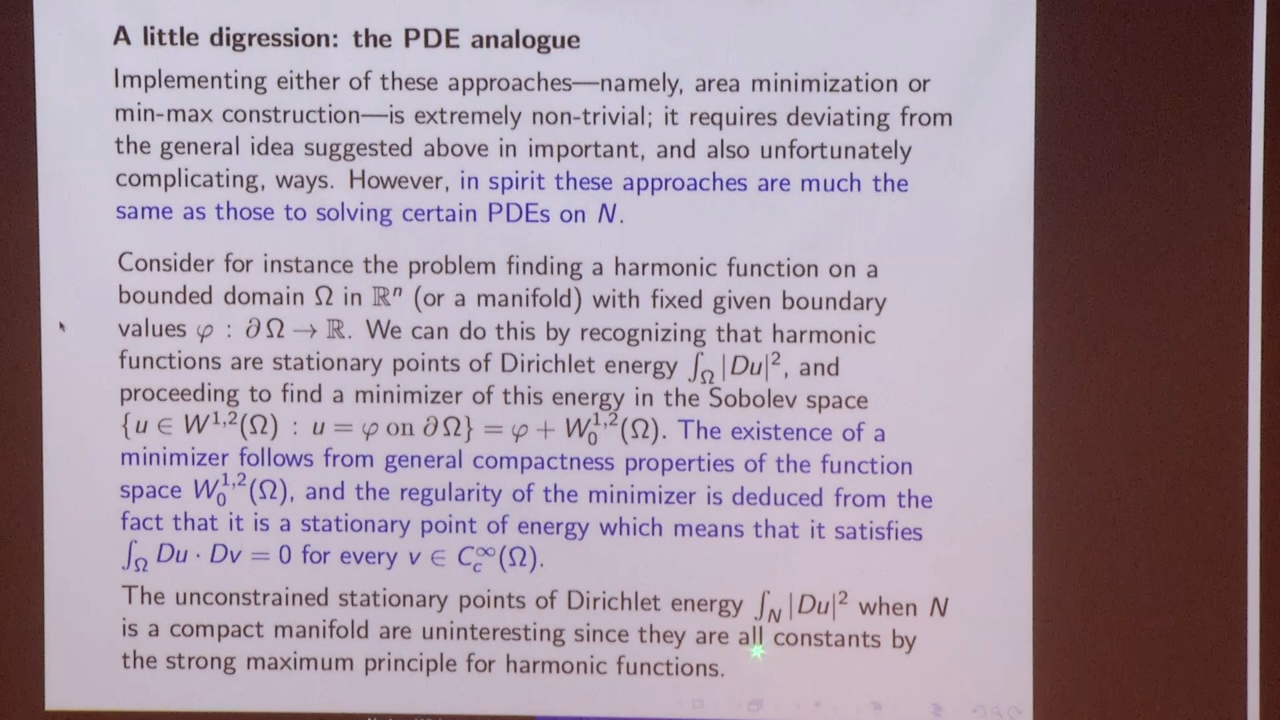 A little digression: the PDE analogue
Implementing either of these approaches—namely, area minimization or
min-max construction—is extremely non-trivial; it requires deviating from
the general idea suggested above in important, and also unfortunately
complicating, ways. However, in spirit these approaches are much the
same as those to solving certain PDEs on N.
Consider for instance the problem finding a harmonic function on a
bounded domain Ω in ℝⁿ (or a manifold) with fixed given boundary
values φ : ∂Ω → ℝ. We can do this by recognizing that harmonic
functions are stationary points of Dirichlet energy ∫_Ω |Du|², and
proceeding to find a minimizer of this energy in the Sobolev space
{u ∈ W^{1,2}(Ω) : u = φ on ∂Ω} = φ + W_0^{1,2}(Ω). The existence of a
minimizer follows from general compactness properties of the function
space W_0^{1,2}(Ω), and the regularity of the minimizer is deduced from the
fact that it is a stationary point of energy which means that it satisfies
∫_Ω Du · Dv = 0 for every v ∈ C_c^∞(Ω).
The unconstrained stationary points of Dirichlet energy ∫_N |Du|² when N
is a compact manifold are uninteresting since they are all constants by
the strong maximum principle for harmonic functions.